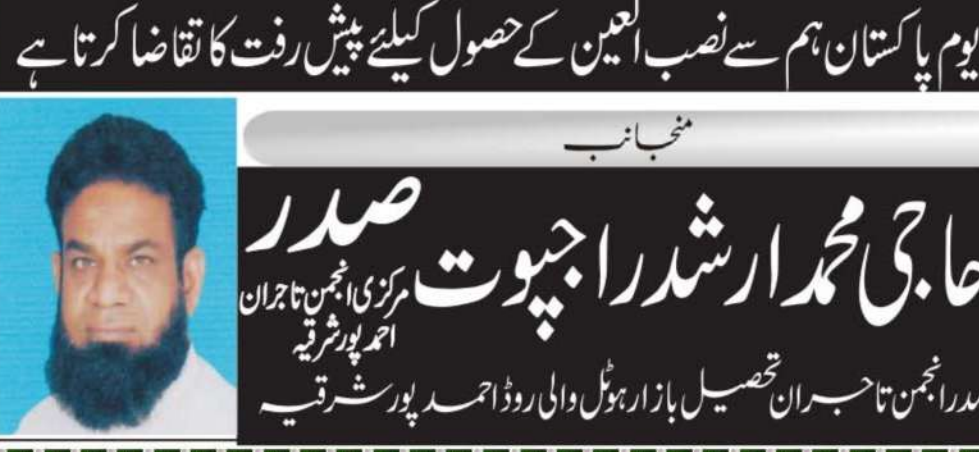 یوم پاکستان ہم سے نصب العین کے حصول کیلئے پیش رفت کا تقاضا کرتا ہے
منجانب
حاجی محمد ارشد راجپوت صدر
مرکزی انجمن تاجران
احمد پور شرقیہ
صدر انجمن تاجران تحصیل بازار ہوٹل والی روڈ احمد پور شرقیہ